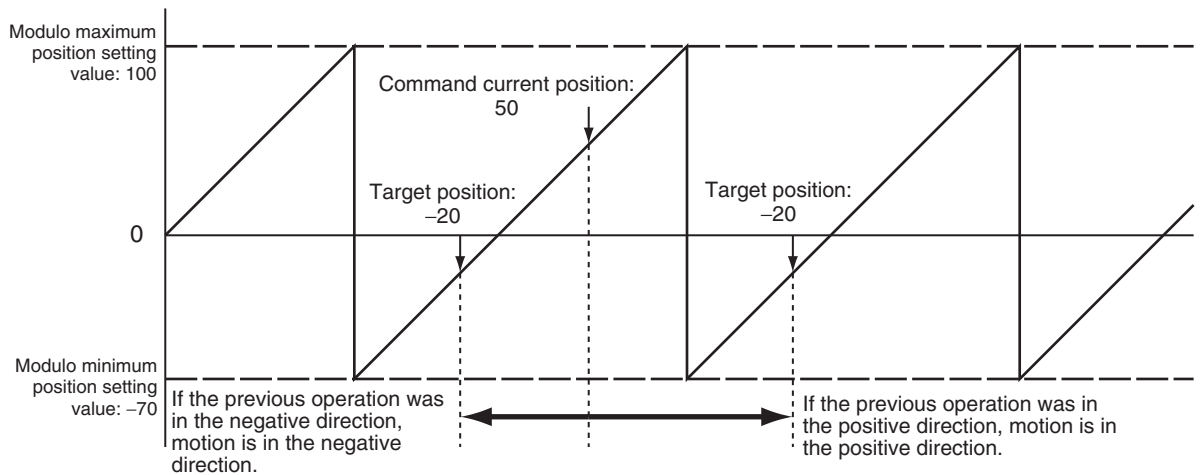 Modulo maximum
position setting
value: 100
Command current position:
50
Target position:
–20
Target position:
–20
0
Modulo minimum
position setting
value: –70
If the previous operation was
in the negative direction,
motion is in the negative
direction.
If the previous operation was in
the positive direction, motion is in
the positive direction.